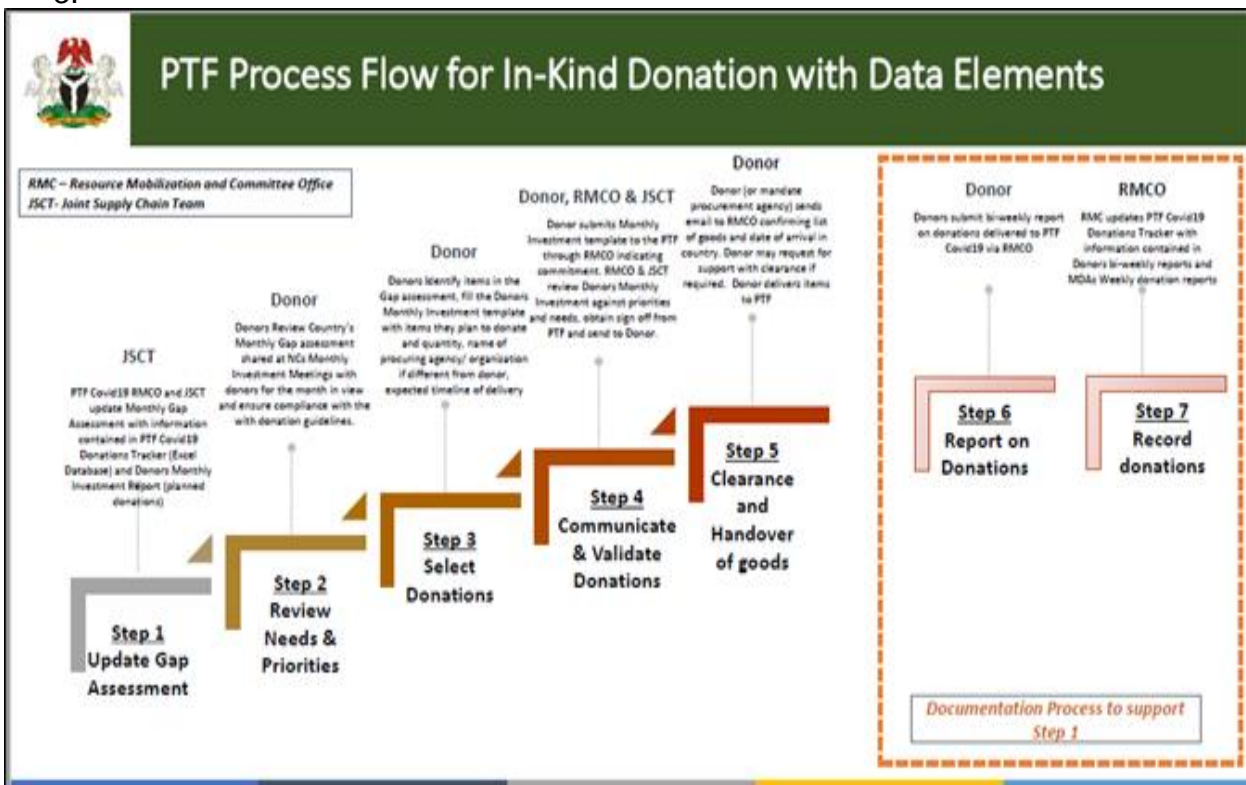 PTF Process Flow for In-Kind Donation with Data Elements
RMC – Resource Mobilization and Committee Office
JSCT- Joint Supply Chain Team
JSCT
PTF Covid19 RMCO and JSCT
update Monthly Gap
Assessment with information
contained in PTF Covid19
Donations Tracker (Excel
Database) and Donors Monthly
Investment Report (planned
donations)
Step 1
Update Gap
Assessment
Donor
Donors Review Country's
Monthly Gap assessment
shared at NCs Monthly
Investment Meetings with
donors for the month in view
and ensure compliance with the
with donation guidelines.
Step 2
Review
Needs &
Priorities
Donor
Donors Identify items in the
Gap assessment, fill the Donors
Monthly Investment template
with items they plan to donate
and quantity, name of
procuring agency/ organization
if different from donor,
expected timeline of delivery
Step 3
Select
Donations
Donor, RMCO & JSCT
Donor submits Monthly
Investment template to the PTF
through RMCO indicating
commitment. RMCO & JSCT
review Donors Monthly
Investment against priorities
and needs, obtain sign off from
PTF and send to Donor.
Step 4
Communicate
& Validate
Donations
Donor
Donor (or mandate
procurement agency) sends
email to RMCO confirming list
of goods and date of arrival in
country. Donor may request for
support with clearance if
required. Donor delivers items
to PTF
Step 5
Clearance
and
Handover
of goods
Donor
Donors submit bi-weekly report
on donations delivered to PTF
Covid19 via RMCO
Step 6
Report on
Donations
RMCO
RMC updates PTF Covid19
Donations Tracker with
information contained in
Donors bi-weekly reports and
MDAs Weekly donation reports
Step 7
Record
donations
Documentation Process to support
Step 1